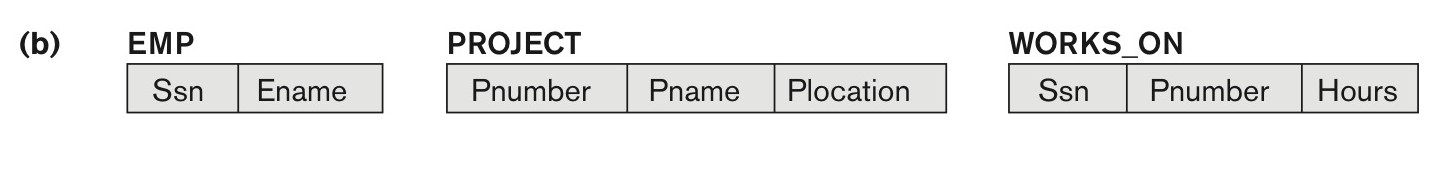 (b) EMP PROJECT WORKS_ON
Ssn Ename Pnumber Pname Plocation Ssn Pnumber Hours